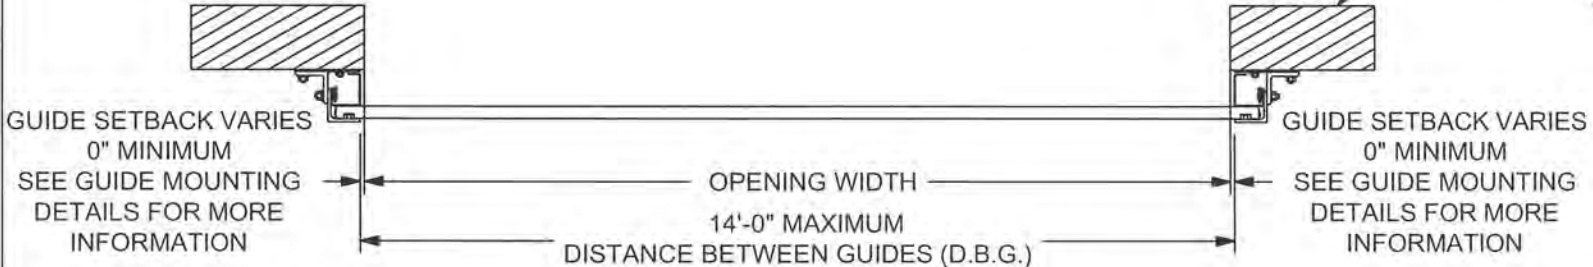 GUIDE SETBACK VARIES
0" MINIMUM
SEE GUIDE MOUNTING
DETAILS FOR MORE
INFORMATION
OPENING WIDTH
14'-0" MAXIMUM
DISTANCE BETWEEN GUIDES (D.B.G.)
GUIDE SETBACK VARIES
0" MINIMUM
SEE GUIDE MOUNTING
DETAILS FOR MORE
INFORMATION